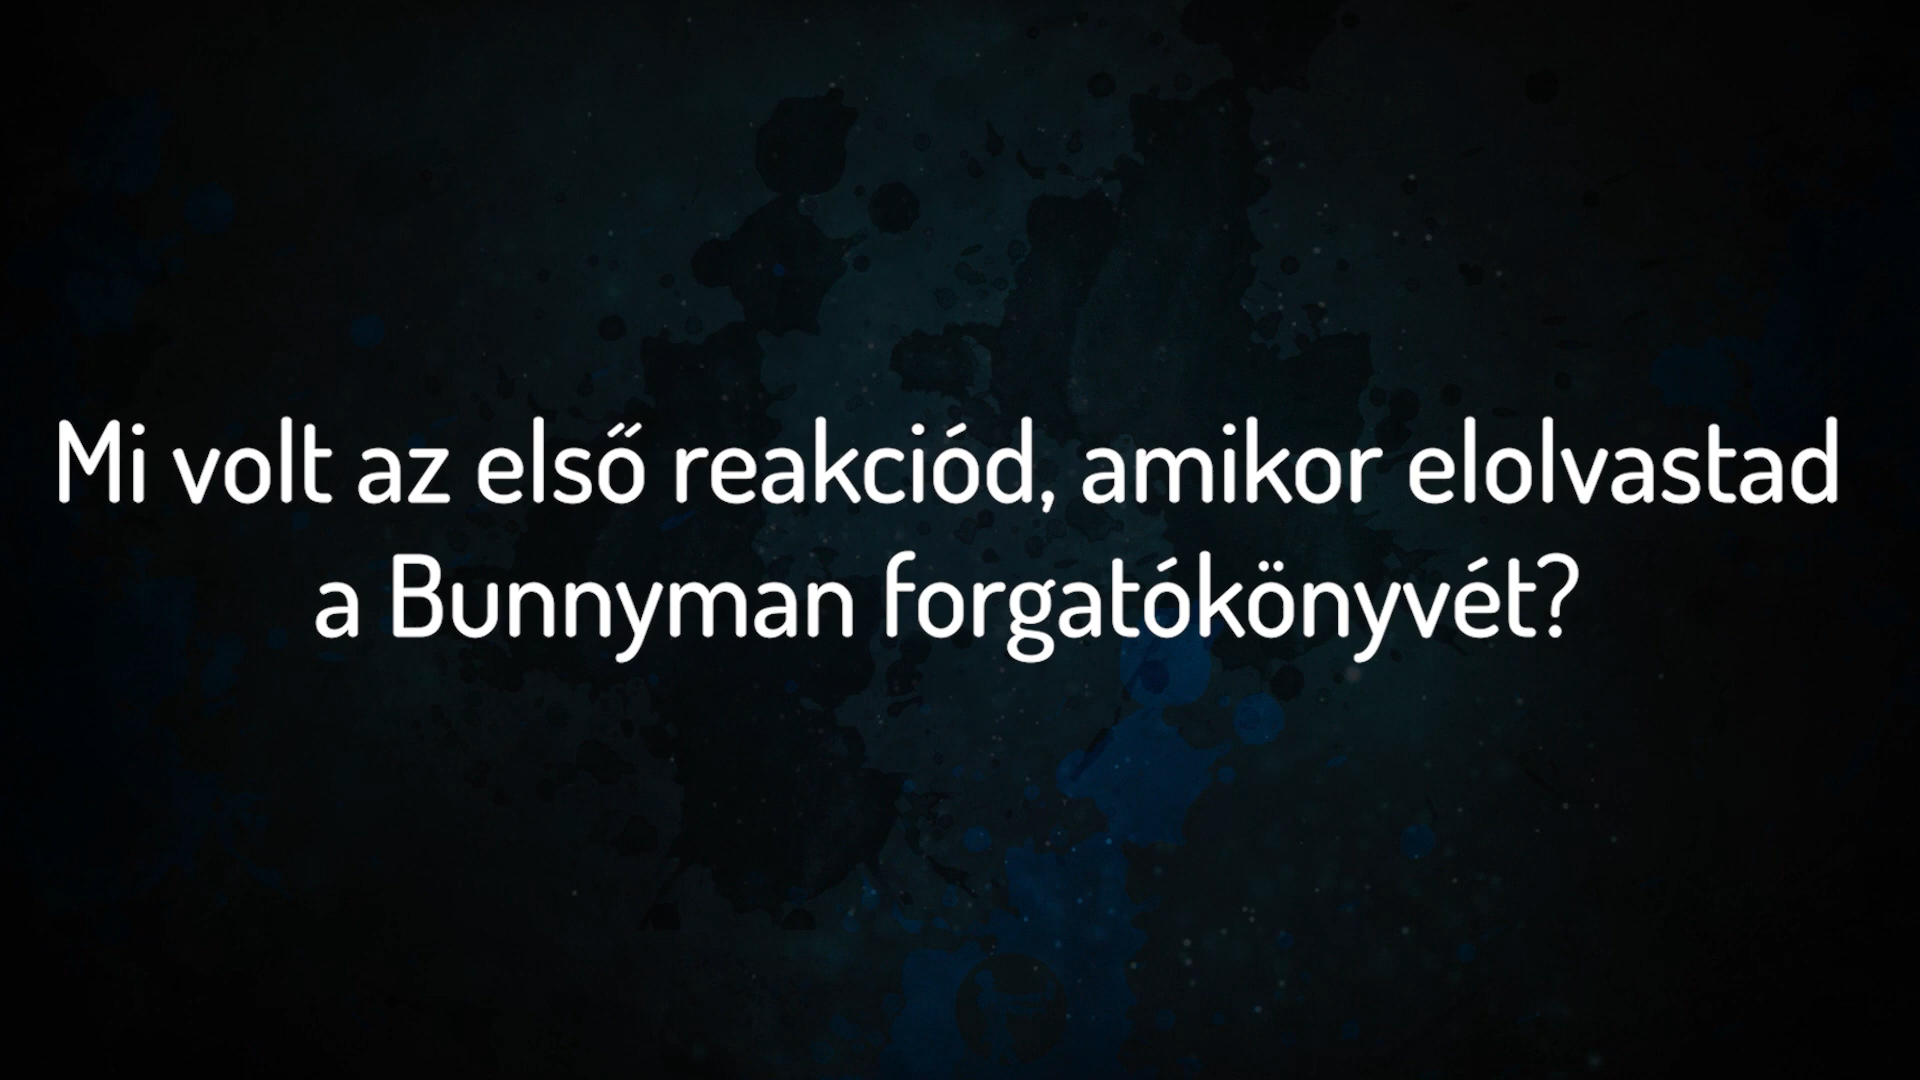 Mi volt az első reakciód, amikor elolvastad
a Bunnyman forgatókönyvét?